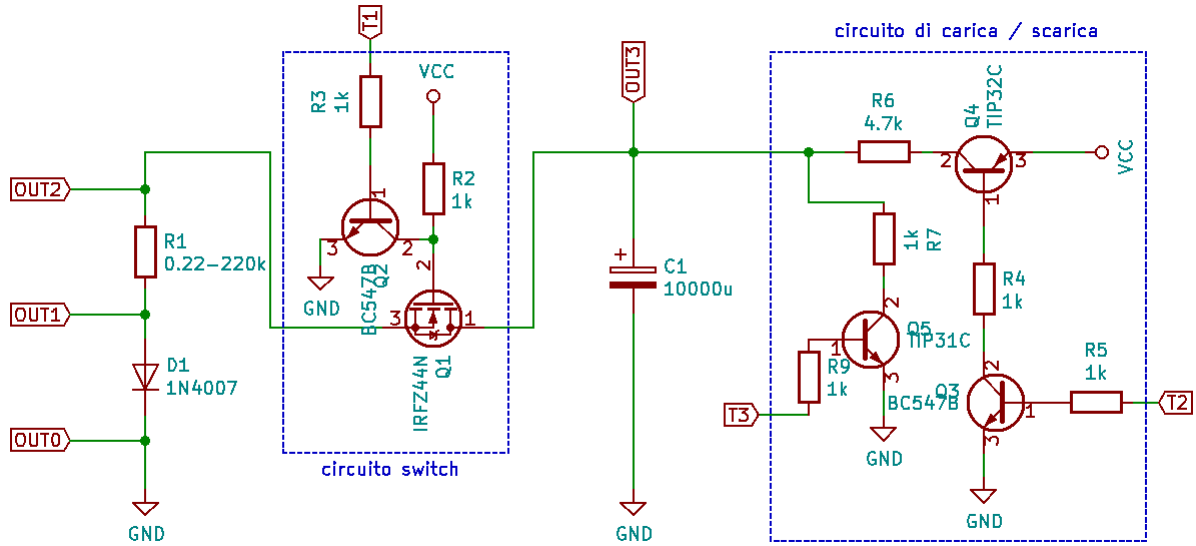 T1
circuito di carica / scarica
OUT3
VCC
R3
1k
R6
4.7k
Q4
TIP32C
2
3
1
VCC
OUT2
R2
1k
1
3
2
GND
BC547B
Q2
2
R1
0.22-220k
1k
R7
C1
10000u
+
R4
1k
OUT1
3
1
IRFZ44N
Q1
2
Q5
TIP31C
1
3
R9
1k
D1
1N4007
R5
1k
2
Q3
BC547B
1
3
T2
T3
OUT0
circuito switch
GND
GND
GND
GND